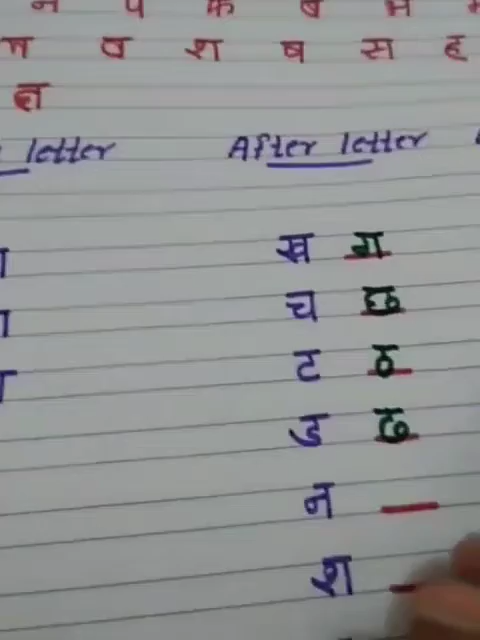 न प फ ब भ
व श ष स ह
letter After letter
ख ग
च छ
ट ठ
ड ढ
न
श